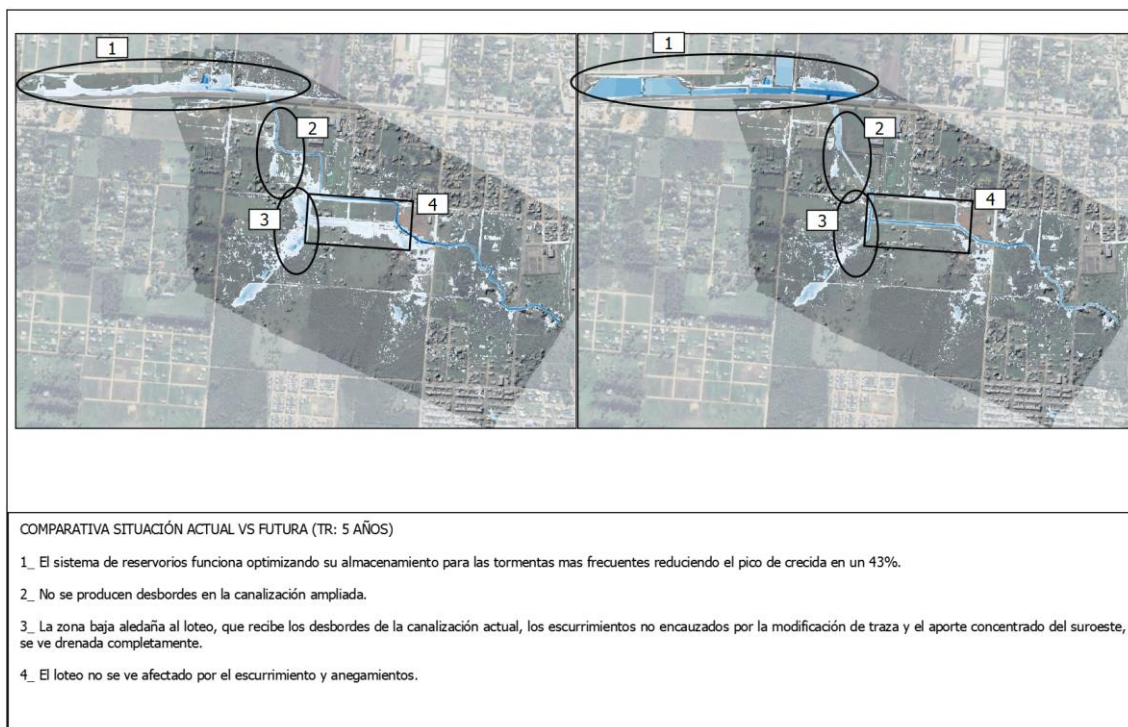 1
1
2
2
3
4
3
4
COMPARATIVA SITUACIÓN ACTUAL VS FUTURA (TR: 5 AÑOS)
1_ El sistema de reservorios funciona optimizando su almacenamiento para las tormentas mas frecuentes reduciendo el pico de crecida en un 43%.
2_ No se producen desbordes en la canalización ampliada.
3_ La zona baja aledaña al loteo, que recibe los desbordes de la canalización actual, los escurrimientos no encauzados por la modificación de traza y el aporte concentrado del suroeste,
se ve drenada completamente.
4_ El loteo no se ve afectado por el escurrimiento y anegamientos.